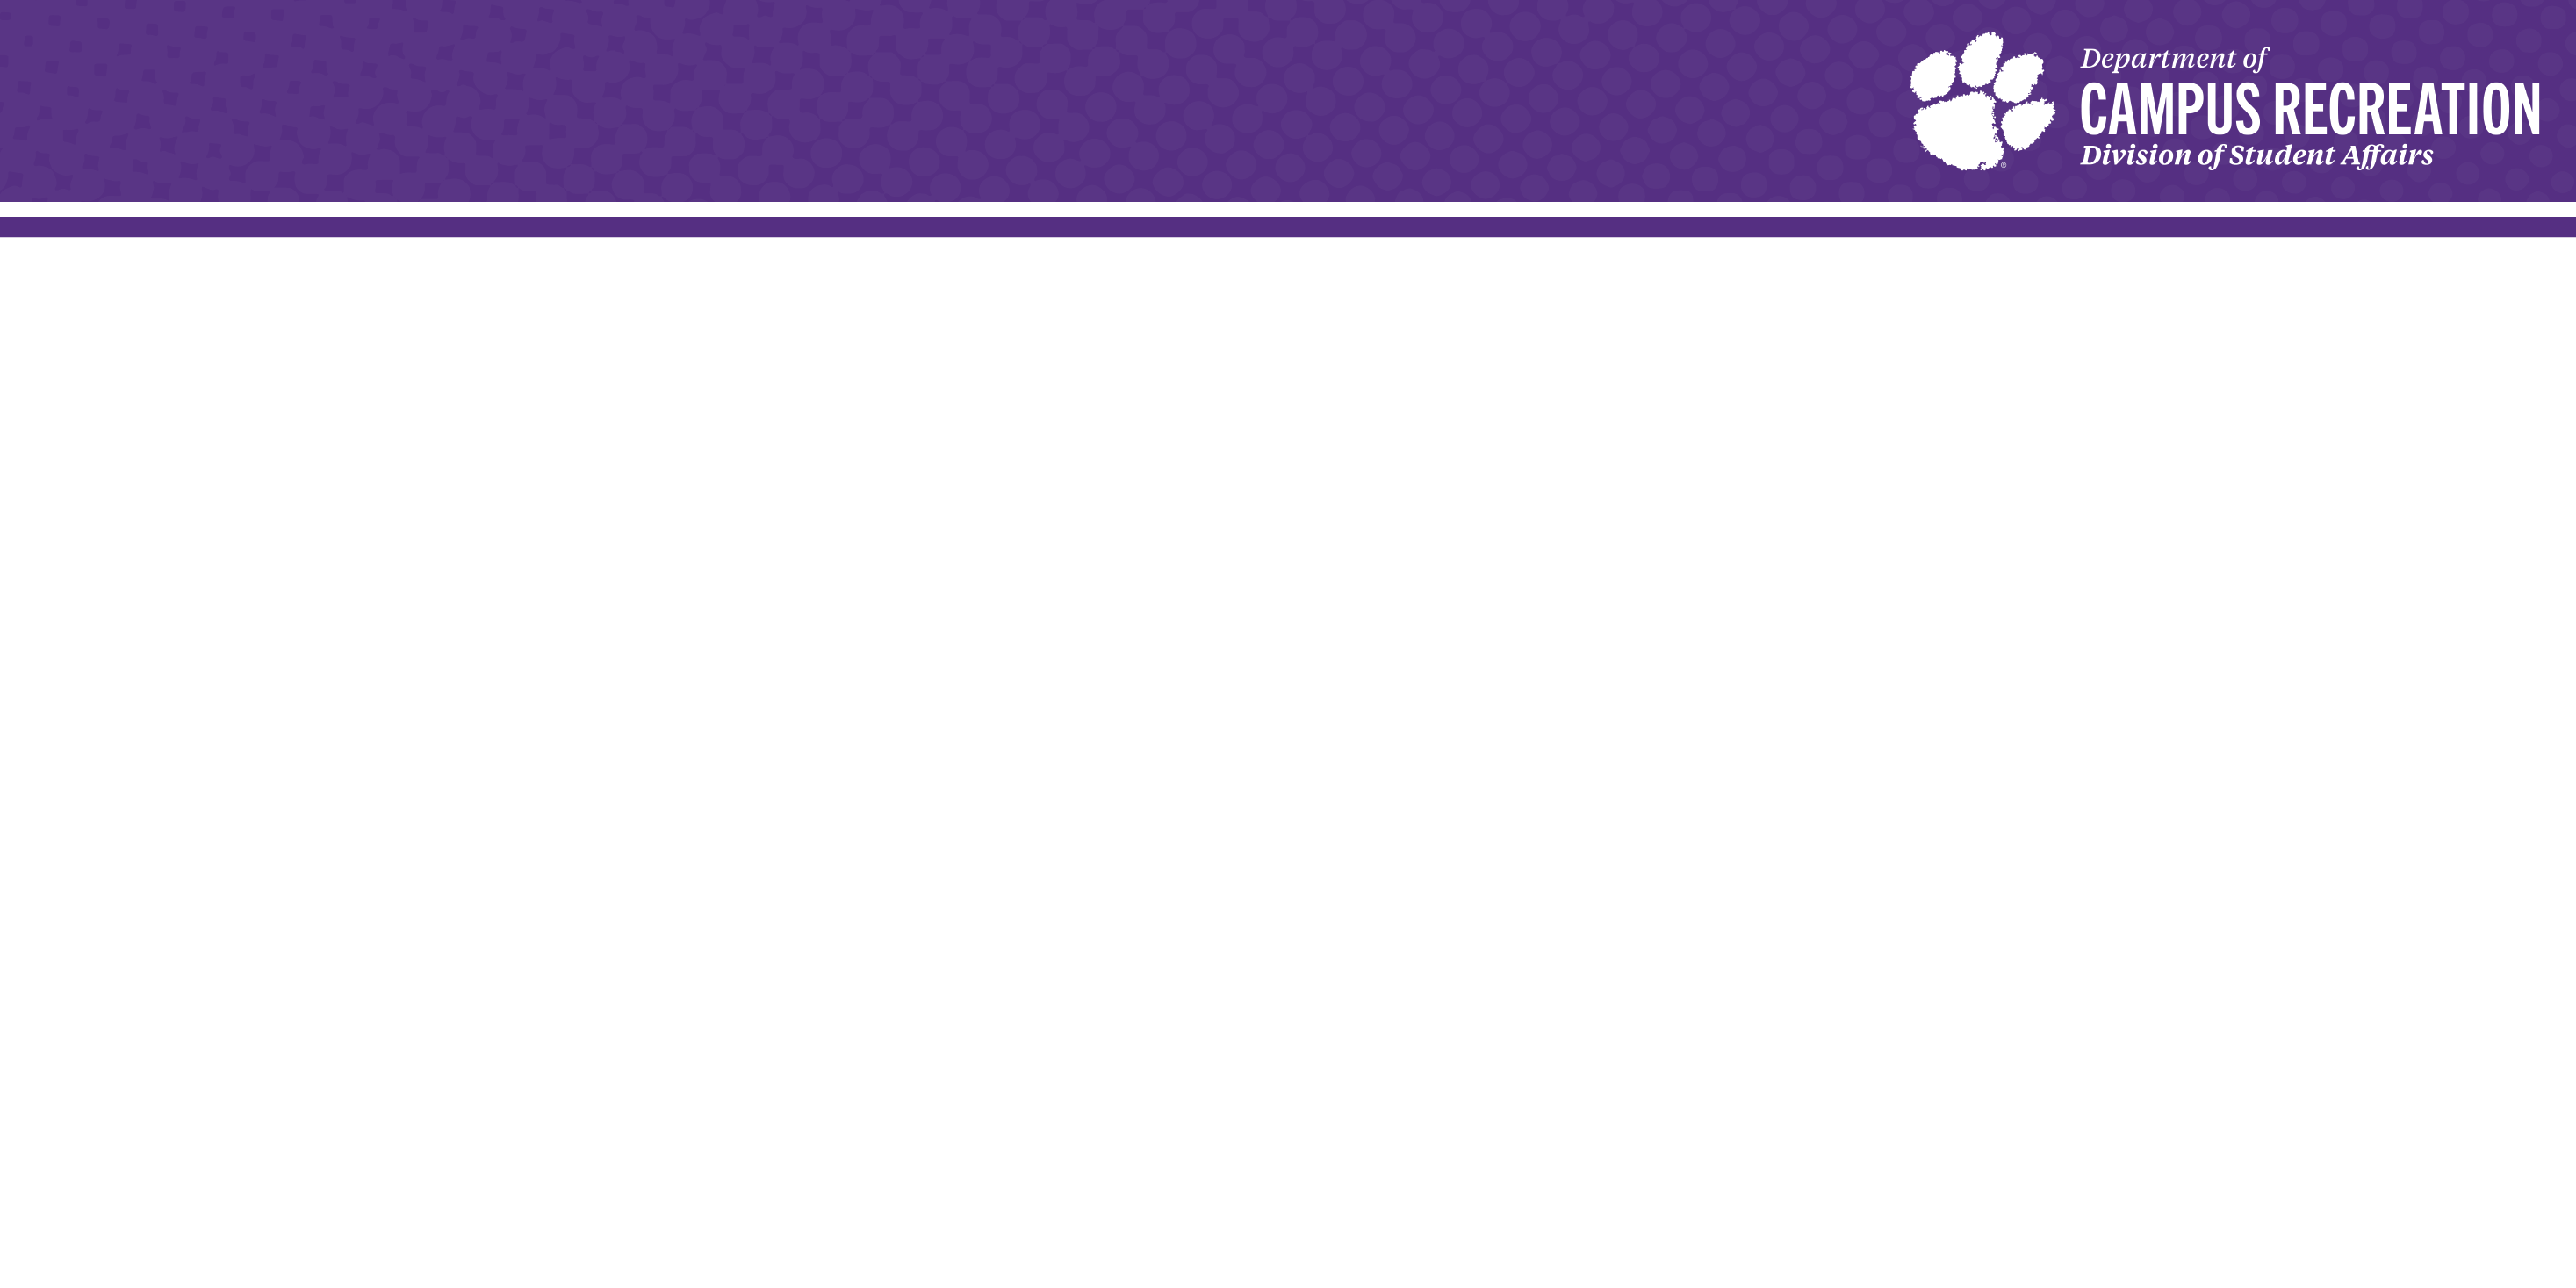 Department of
CAMPUS RECREATION
Division of Student Affairs
®